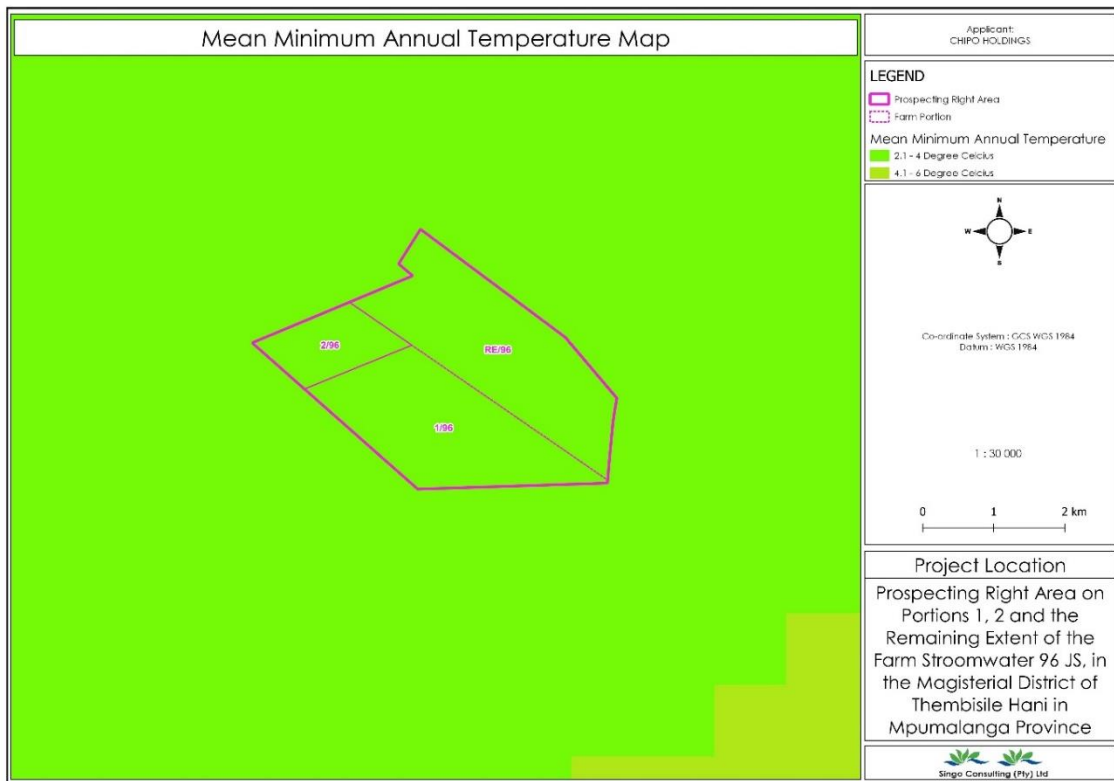 Mean Minimum Annual Temperature Map
Applicant:
CHIPO HOLDINGS
LEGEND
Prospecting Right Area
Farm Portion
Mean Minimum Annual Temperature
2.1 - 4 Degree Celcius
4.1 - 6 Degree Celcius
N
W E
S
Co-ordinate System : GCS WGS 1984
Datum : WGS 1984
1 : 30 000
0 1 2 km
2/96
RE/96
1/96
Project Location
Prospecting Right Area on
Portions 1, 2 and the
Remaining Extent of the
Farm Stroomwater 96 JS, in
the Magisterial District of
Thembisile Hani in
Mpumalanga Province
Singo Consulting (Pty) Ltd